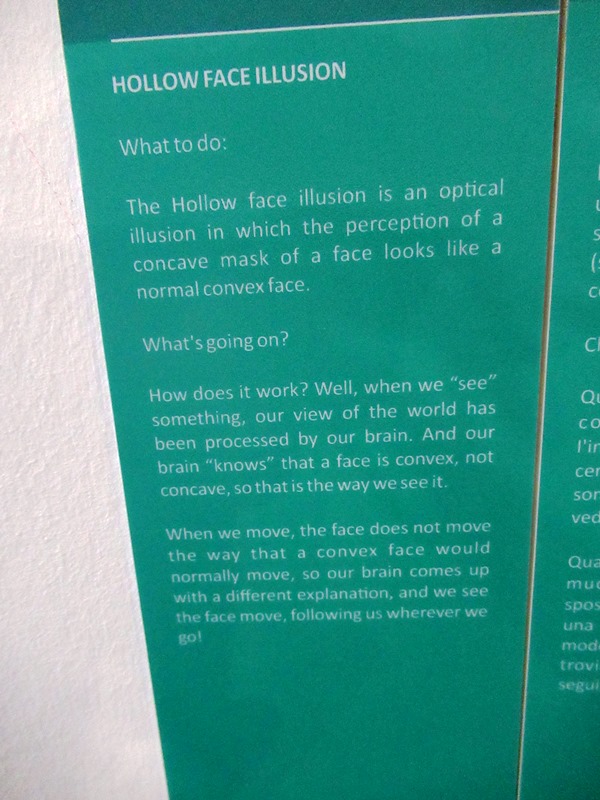 HOLLOW FACE ILLUSION
What to do:
The Hollow face illusion is an optical
illusion in which the perception of a
concave mask of a face looks like a
normal convex face.
What's going on?
How does it work? Well, when we “see”
something, our view of the world has
been processed by our brain. And our
brain “knows” that a face is convex, not
concave, so that is the way we see it.
When we move, the face does not move
the way that a convex face would
normally move, so our brain comes up
with a different explanation, and we see
the face move, following us wherever we
go!
una